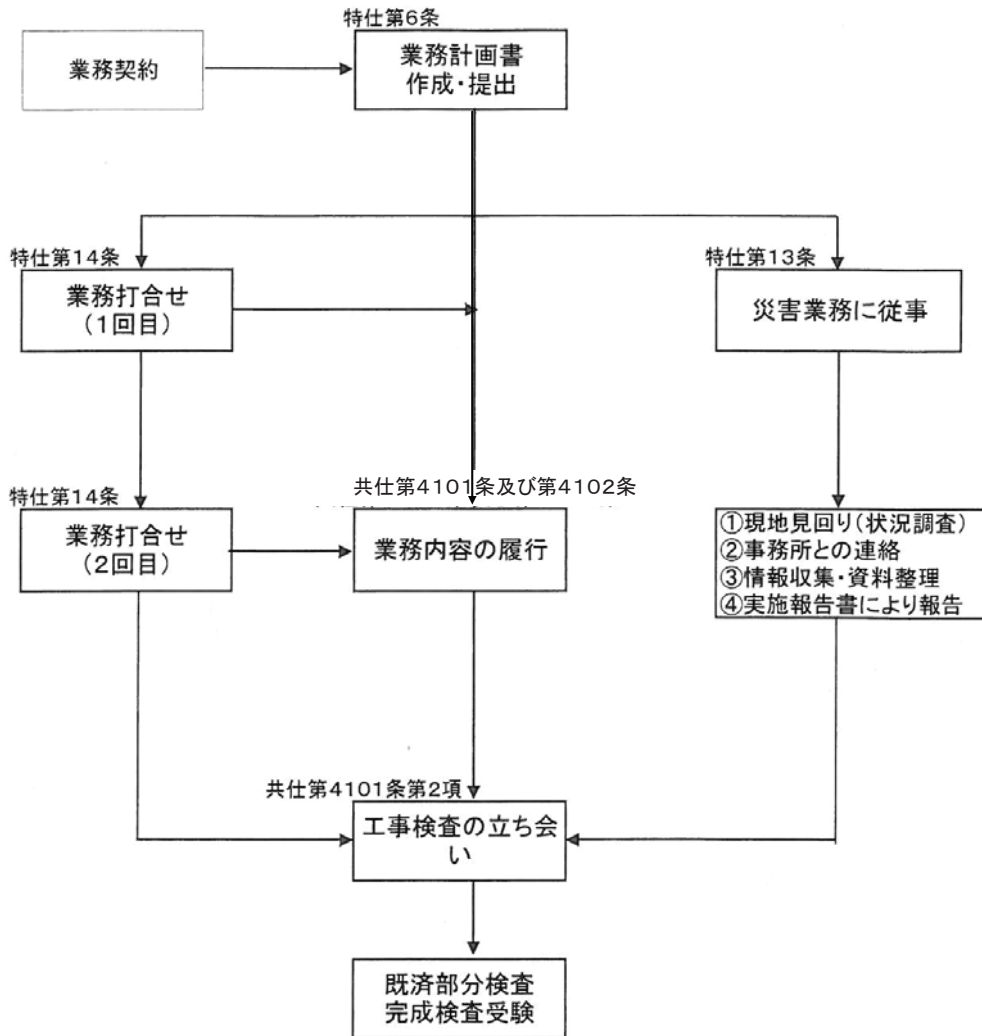 特仕第6条
業務契約
業務計画書
作成・提出
特仕第14条
業務打合せ
(1回目)
特仕第13条
災害業務に従事
特仕第14条
業務打合せ
(2回目)
共仕第4101条及び第4102条
業務内容の履行
①現地見回り(状況調査)
②事務所との連絡
③情報収集・資料整理
④実施報告書により報告
共仕第4101条第2項
工事検査の立ち会
い
既済部分検査
完成検査受験